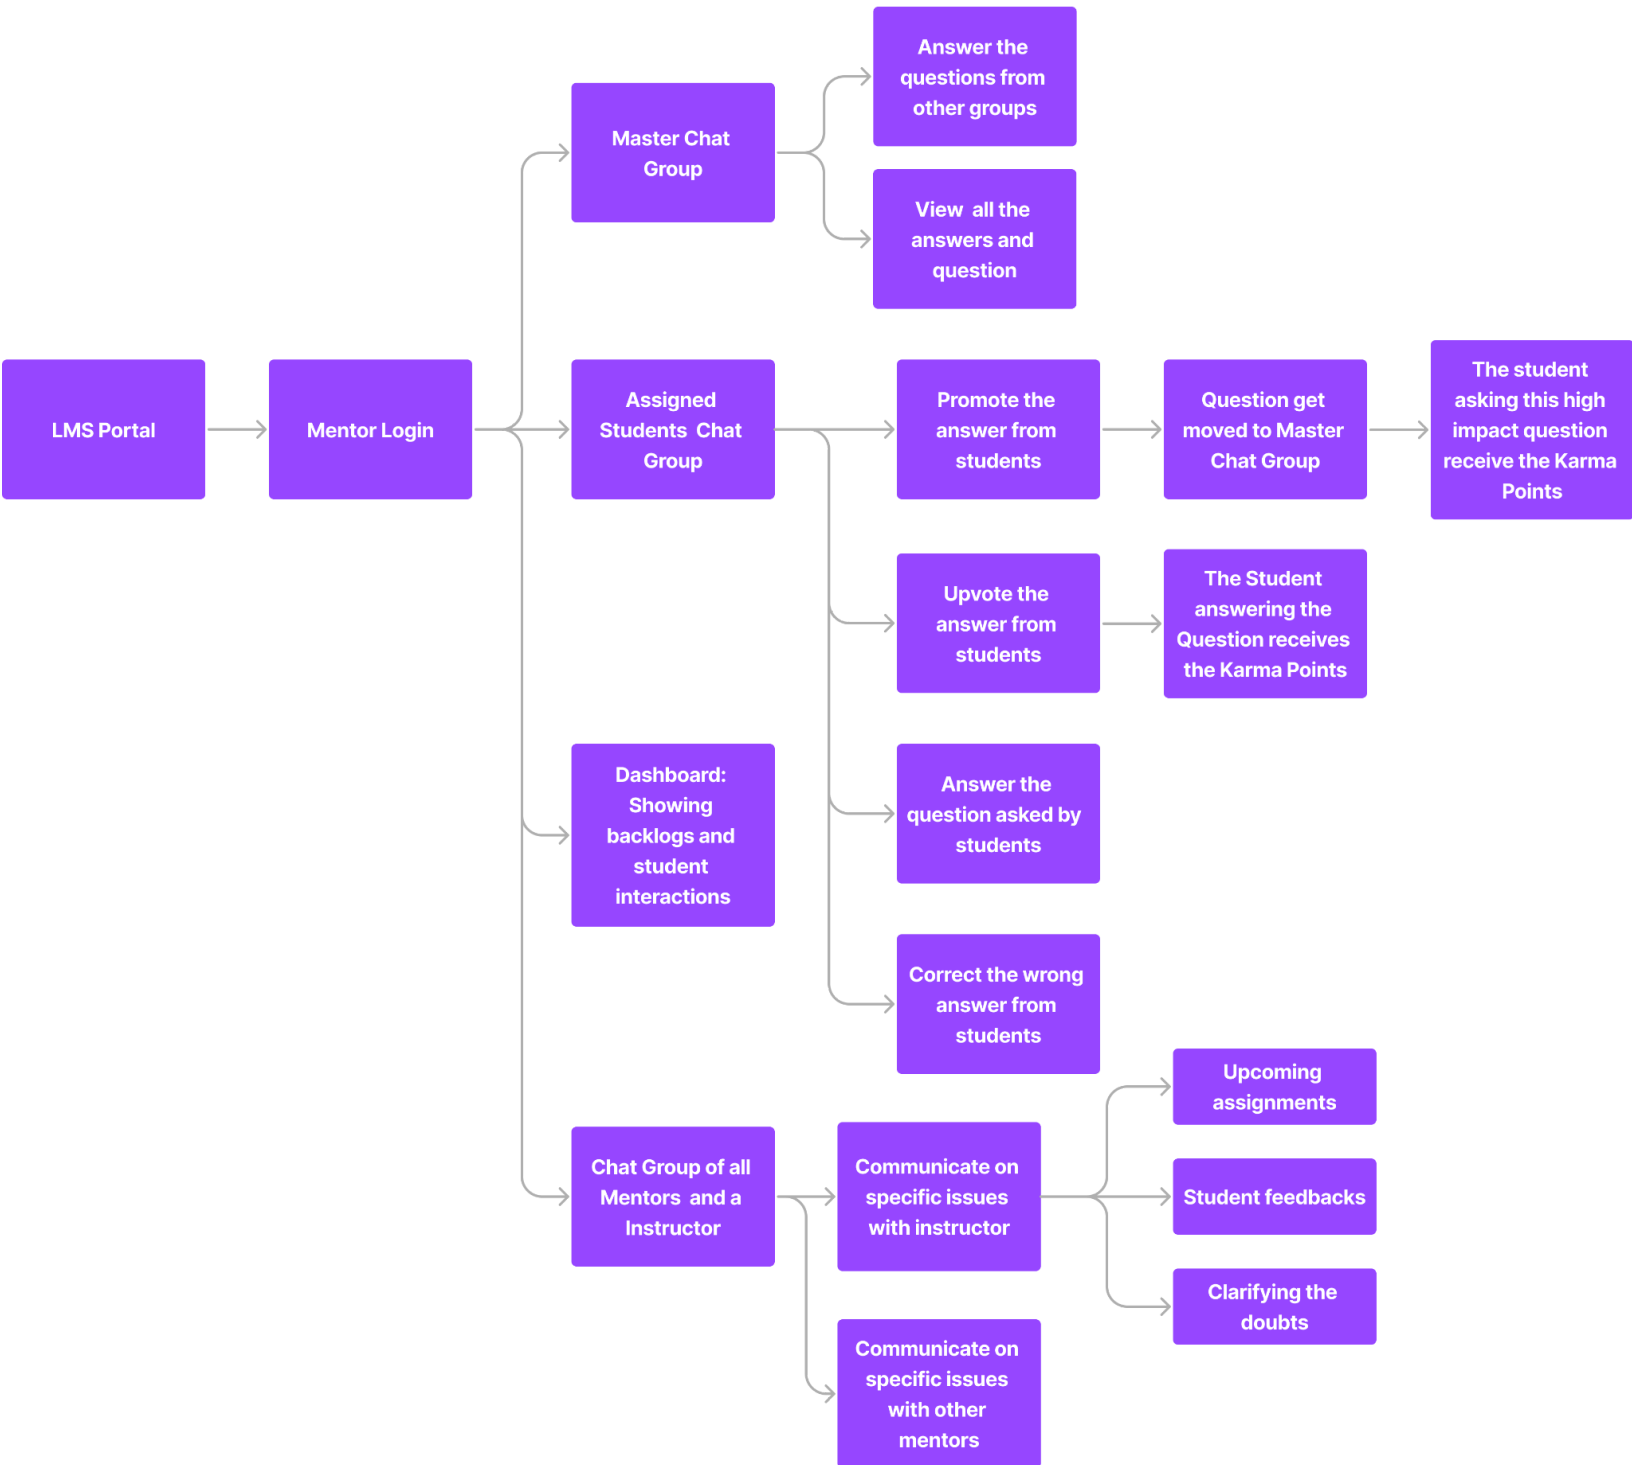 Answer the
questions from
other groups
Master Chat
Group
View all the
answers and
question
LMS Portal
Mentor Login
Assigned
Students Chat
Group
Promote the
answer from
students
Question get
moved to Master
Chat Group
The student
asking this high
impact question
receive the Karma
Points
Upvote the
answer from
students
The Student
answering the
Question receives
the Karma Points
Dashboard:
Showing
backlogs and
student
interactions
Answer the
question asked by
students
Correct the wrong
answer from
students
Chat Group of all
Mentors and a
Instructor
Communicate on
specific issues
with instructor
Upcoming
assignments
Student feedbacks
Clarifying the
doubts
Communicate on
specific issues
with other
mentors